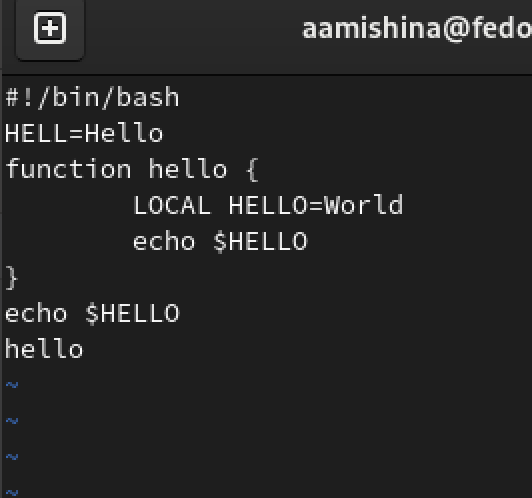 aamishina@fedo
#!/bin/bash
HELL=Hello
function hello {
        LOCAL HELLO=World
        echo $HELLO
}
echo $HELLO
hello
~
~
~
~